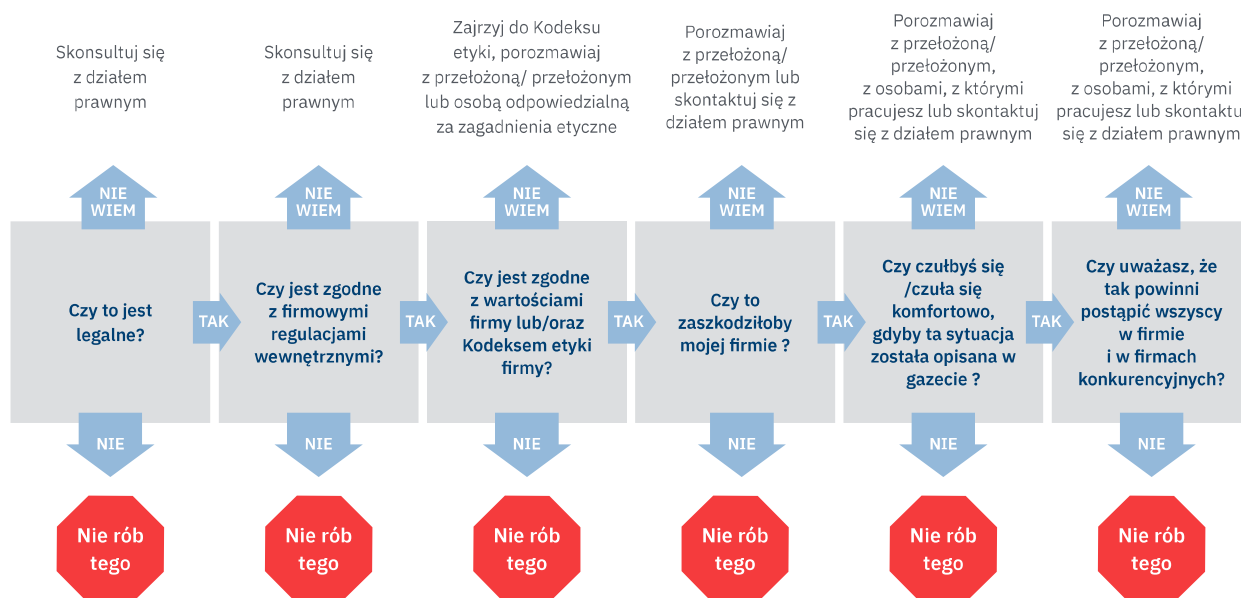 Skonsultuj się
z działem
prawnym
Skonsultuj się
z działem
prawnym
Zajrzyj do Kodeksu
etyki, porozmawiaj
z przełożoną/ przełożonym
lub osobą odpowiedzialną
za zagadnienia etyczne
Porozmawiaj
z przełożoną/
przełożonym lub
skontaktuj się z
działem prawnym
Porozmawiaj
z przełożoną/
przełożonym,
z osobami, z którymi
pracujesz lub skontaktuj
się z działem prawnym
Porozmawiaj
z przełożoną/
przełożonym,
z osobami, z którymi
pracujesz lub skontaktu
się z działem prawnym
NIE
WIEM
NIE
WIEM
NIE
WIEM
NIE
WIEM
NIE
WIEM
NIE
WIEM
Czy to jest
legalne?
TAK
Czy jest zgodne
z firmowymi
regulacjami
wewnętrznymi?
TAK
Czy jest zgodne
z wartościami
firmy lub/oraz
Kodeksem etyki
firmy?
TAK
Czy to
zaszkodziłoby
mojej firmie ?
TAK
Czy czułbyś się
/czuła się
komfortowo,
gdyby ta sytuacja
została opisana w
gazecie ?
TAK
Czy uważasz, że
tak powinni
postąpić wszyscy
w firmie
i w firmach
konkurencyjnych?
NIE
NIE
NIE
NIE
NIE
NIE
Nie rób
tego
Nie rób
tego
Nie rób
tego
Nie rób
tego
Nie rób
tego
Nie rób
tego